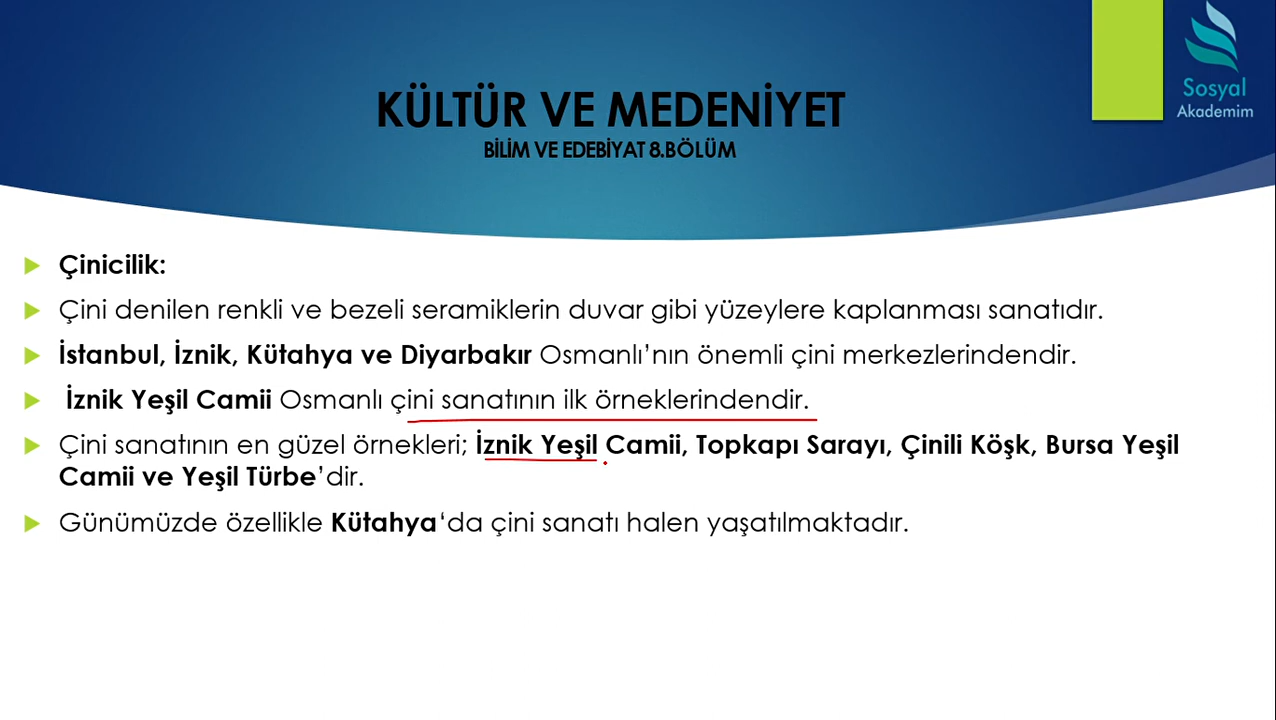 Sosyal
Akademim
KÜLTÜR VE MEDENİYET
BİLİM VE EDEBİYAT 8.BÖLÜM
Çinicilik:
Çini denilen renkli ve bezeli seramiklerin duvar gibi yüzeylere kaplanması sanatıdır.
İstanbul, İznik, Kütahya ve Diyarbakır Osmanlı’nın önemli çini merkezlerindendir.
İznik Yeşil Camii Osmanlı çini sanatının ilk örneklerindendir.
Çini sanatının en güzel örnekleri; İznik Yeşil Camii, Topkapı Sarayı, Çinili Köşk, Bursa Yeşil
Camii ve Yeşil Türbe’dir.
Günümüzde özellikle Kütahya‘da çini sanatı halen yaşatılmaktadır.